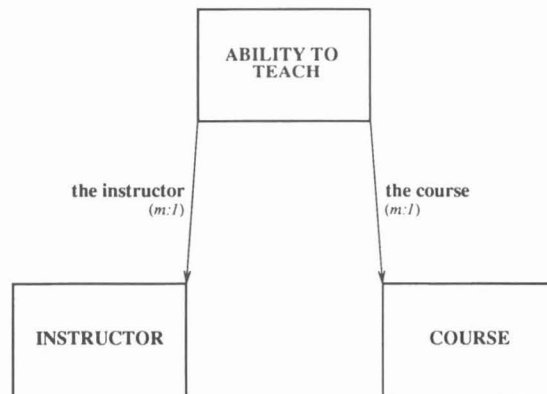 ABILITY TO
TEACH
the instructor
(m:1)
the course
(m:1)
INSTRUCTOR
COURSE